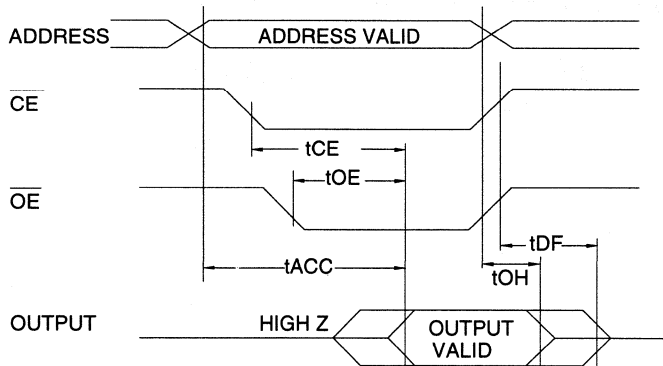 ADDRESS
ADDRESS VALID
CE
tCE
tOE
OE
tDF
tACC
tOH
OUTPUT
HIGH Z
OUTPUT
VALID